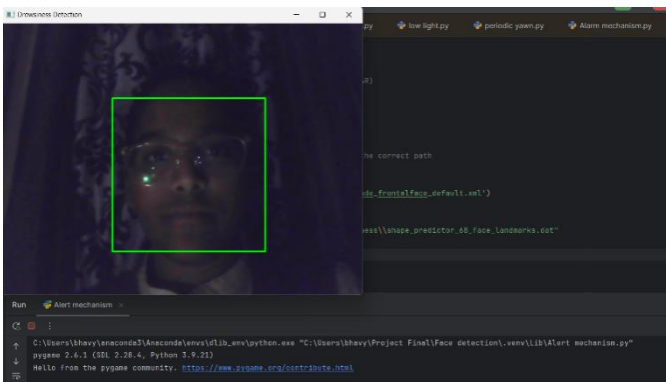 Drowsiness Detection
.py low light.py periodic yawn.py Alarm mechanism.py
AR)
he correct path
de_frontalface_default.xml')
ess\\shape_predictor_68_face_landmarks.dat"
Run Alert mechanism ×
C:\Users\bhavy\anaconda3\Anaconda\envs\dlib_env\python.exe "C:\Users\bhavy\Project Final\Face detection\.venv\Lib\Alert mechanism.py"
pygame 2.6.1 (SDL 2.28.4, Python 3.9.21)
Hello from the pygame community. https://www.pygame.org/contribute.html